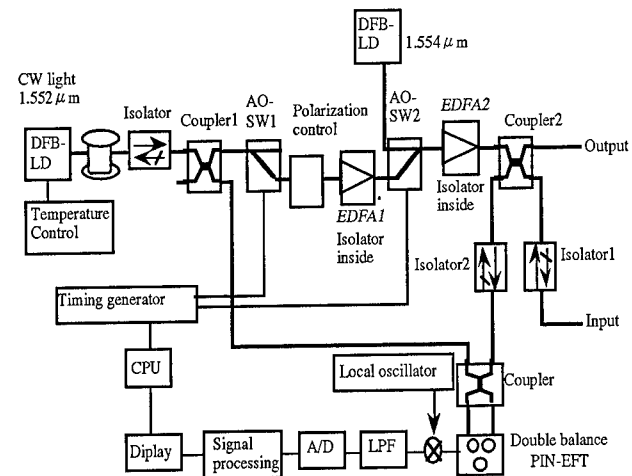 DFB-
LD
1.554 μm
CW light
1.552 μm
Isolator
Coupler1
AO-
SW1
Polarization
control
AO-
SW2
EDFA2
Coupler2
DFB-
LD
Output
EDFA1
Isolator
inside
Isolator
inside
Temperature
Control
Isolator2
Isolator1
Timing generator
Input
CPU
Local oscillator
Coupler
Diplay
Signal
processing
A/D
LPF
Double balance
PIN-EFT